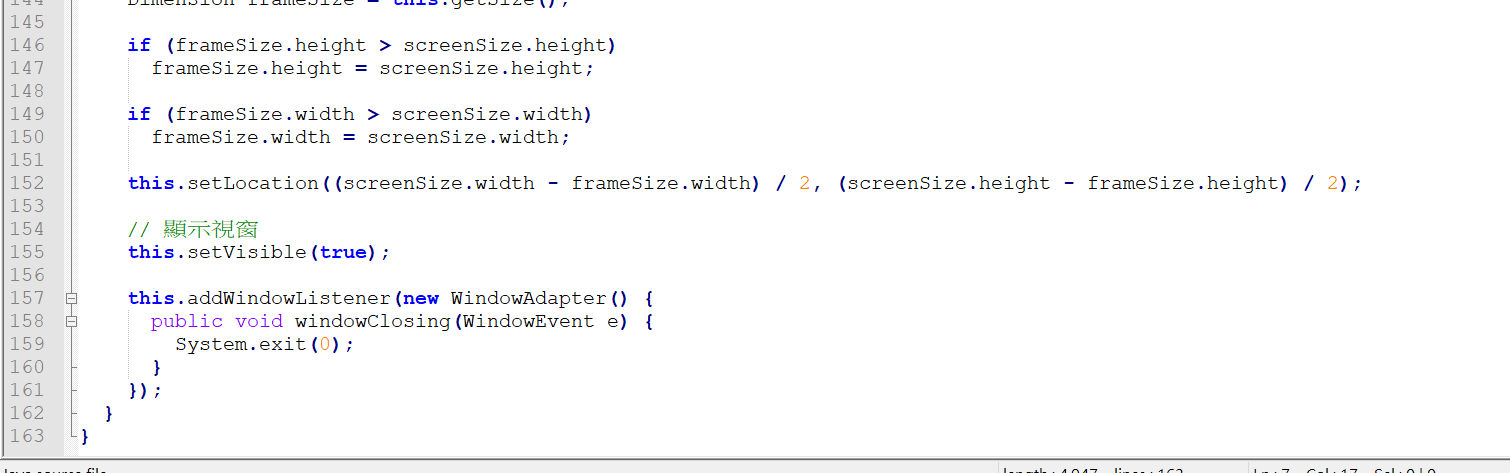 144 Dimension frameSize = this.getSize();
145
146 if (frameSize.height > screenSize.height)
147 frameSize.height = screenSize.height;
148
149 if (frameSize.width > screenSize.width)
150 frameSize.width = screenSize.width;
151
152 this.setLocation((screenSize.width - frameSize.width) / 2, (screenSize.height - frameSize.height) / 2);
153
154 // 顯示視窗
155 this.setVisible(true);
156
157 this.addWindowListener(new WindowAdapter() {
158 public void windowClosing(WindowEvent e) {
159 System.exit(0);
160 }
161 });
162 }
163 }
Java source file length : 4,047 lines : 163 Ln : 7 Col : 17 Sel : 0 | 0